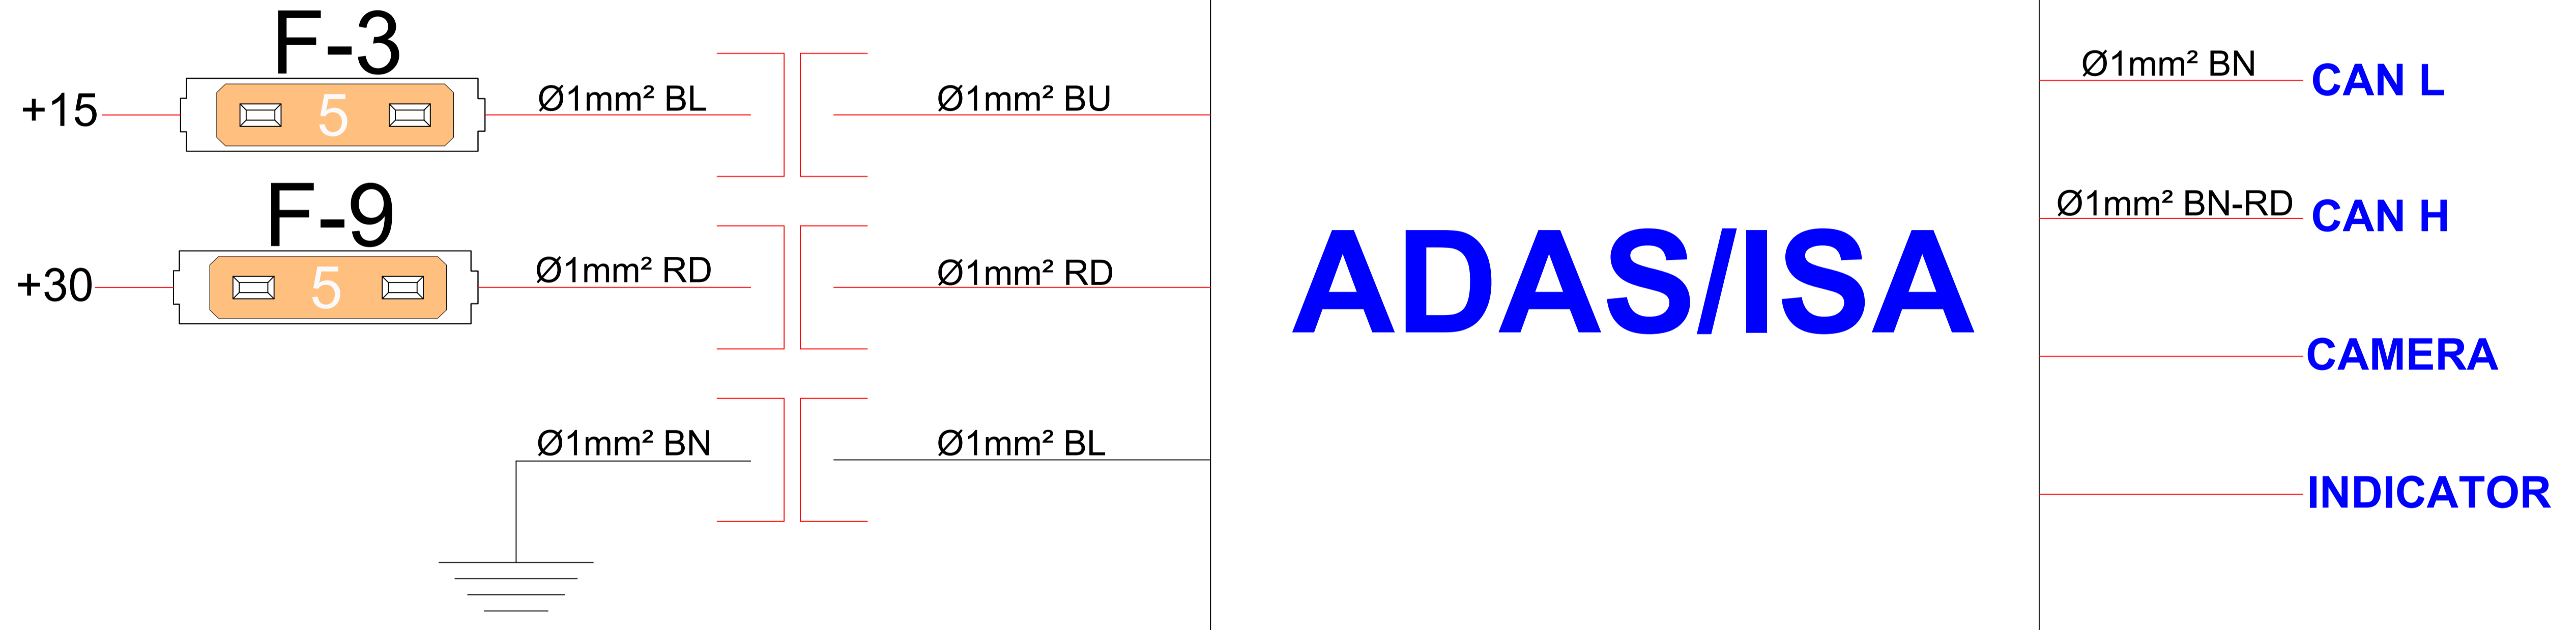 F-3
+15
5
Ø1mm² BL
Ø1mm² BU
F-9
+30
5
Ø1mm² RD
Ø1mm² RD
Ø1mm² BN
Ø1mm² BL
ADAS/ISA
Ø1mm² BN
CAN L
Ø1mm² BN-RD
CAN H
CAMERA
INDICATOR